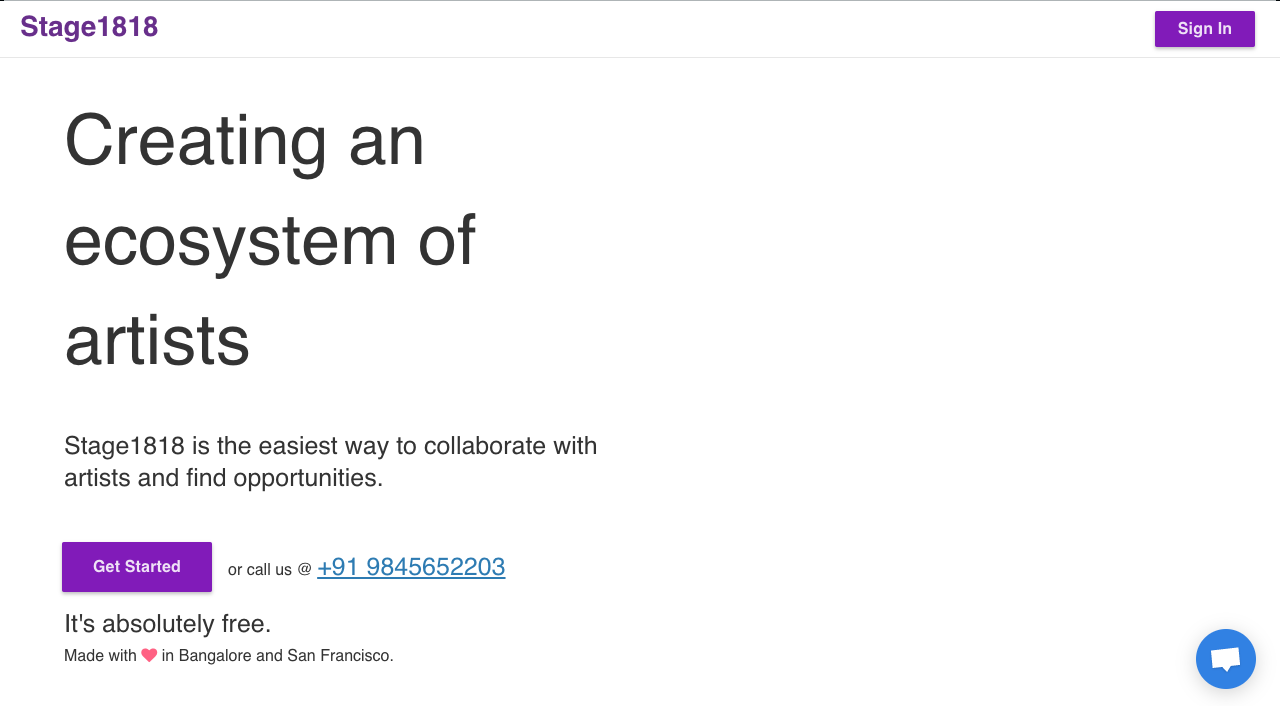 Stage1818
Sign In
Creating an
ecosystem of
artists
Stage1818 is the easiest way to collaborate with
artists and find opportunities.
Get Started or call us @ +91 9845652203
It's absolutely free.
Made with ❤ in Bangalore and San Francisco.